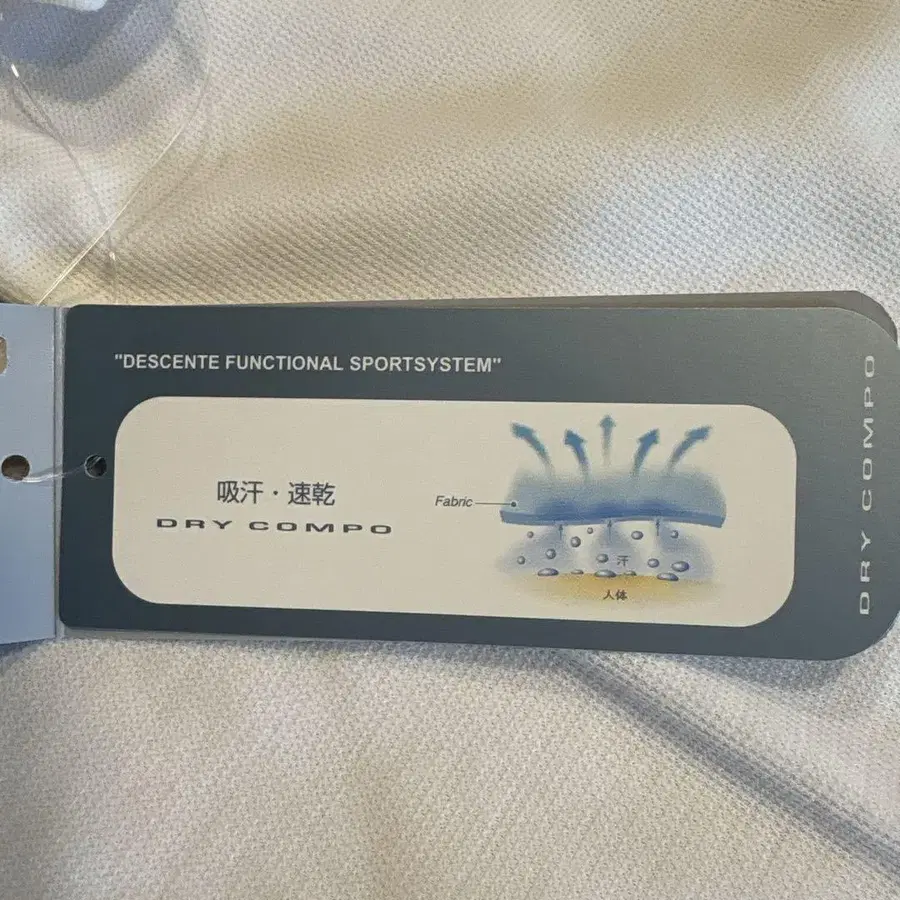 "DESCENTE FUNCTIONAL SPORTSYSTEM"
吸汗・速乾
DRY COMPO
Fabric
汗
人体
DRY COMPO